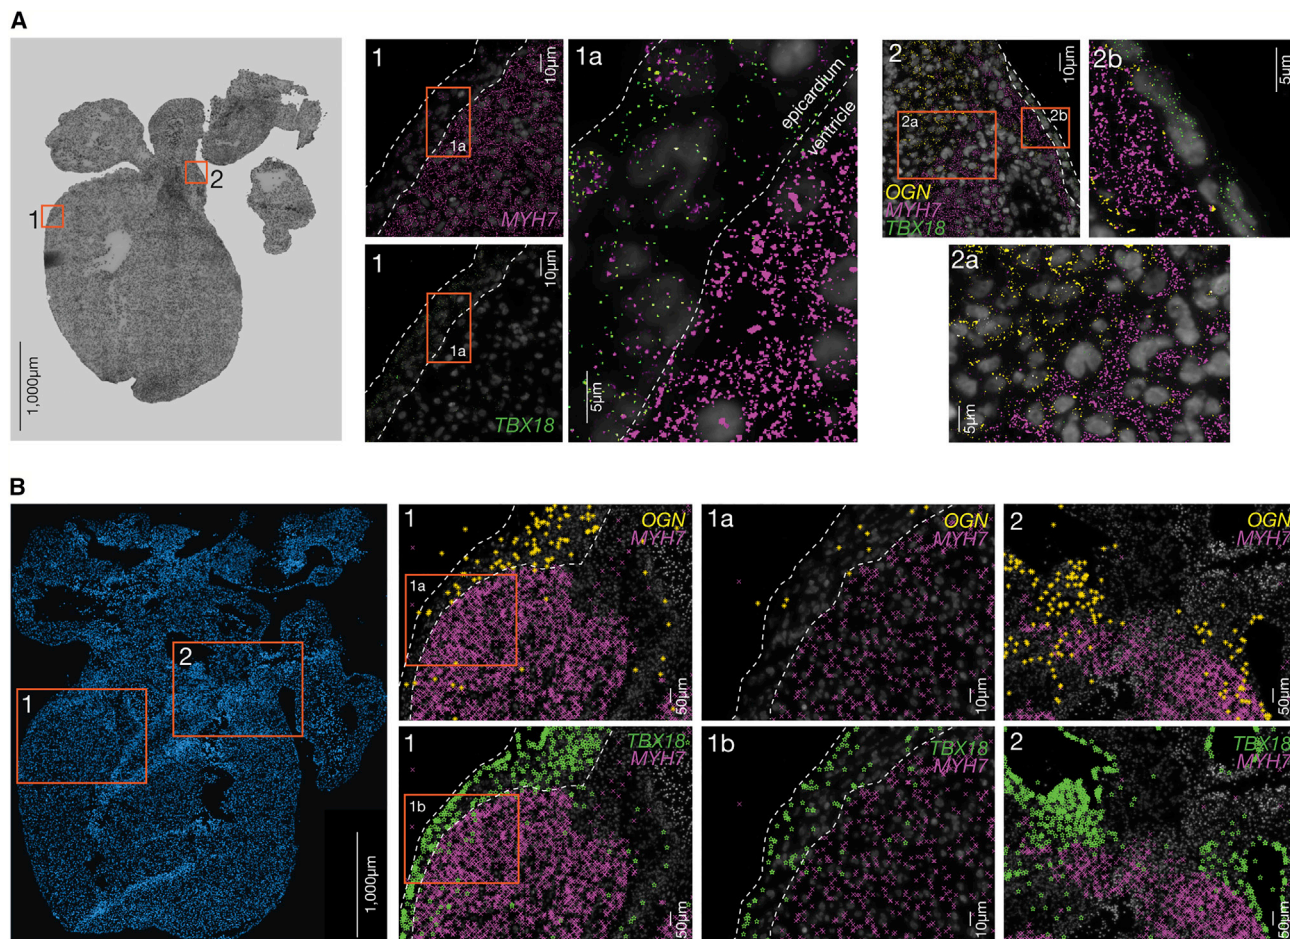 A
1
2
1,000µm
1
10µm
1a
MYH7
1
10µm
1a
TBX18
1a
epicardium
ventricle
5µm
2
10µm
2a
2b
OGN
MYH7
TBX18
2b
5µm
2a
5µm
B
1
2
1,000µm
1
OGN
MYH7
1a
50µm
1a
OGN
MYH7
10µm
2
OGN
MYH7
50µm
1
TBX18
MYH7
1b
50µm
1b
TBX18
MYH7
10µm
2
TBX18
MYH7
50µm